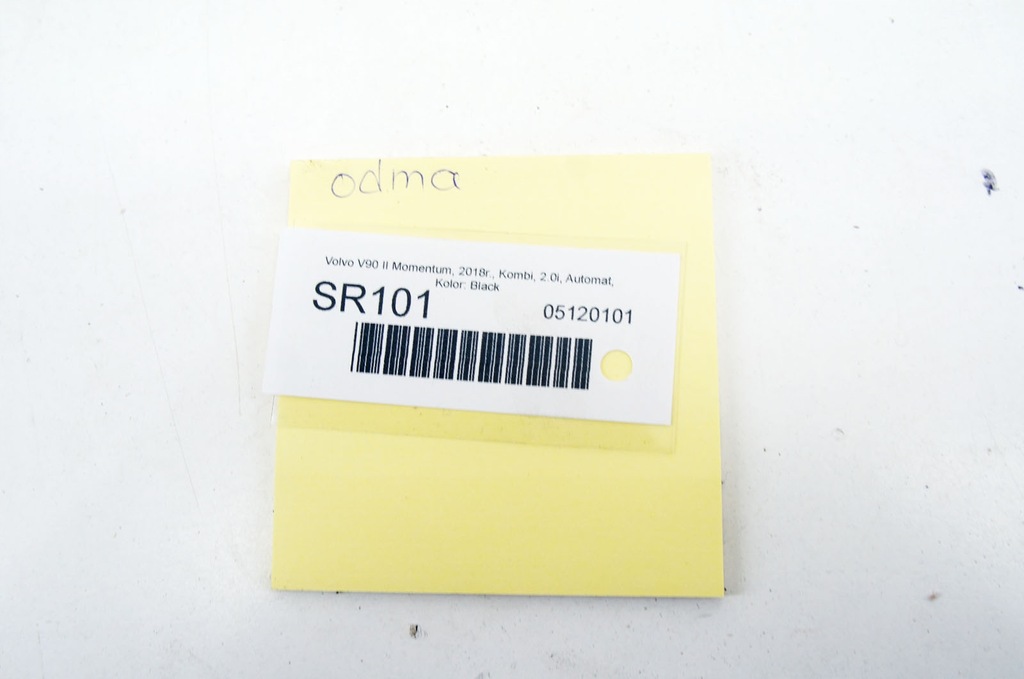 odma
Volvo V90 II Momentum, 2018r., Kombi, 2.0i, Automat,
Kolor: Black
SR101
05120101